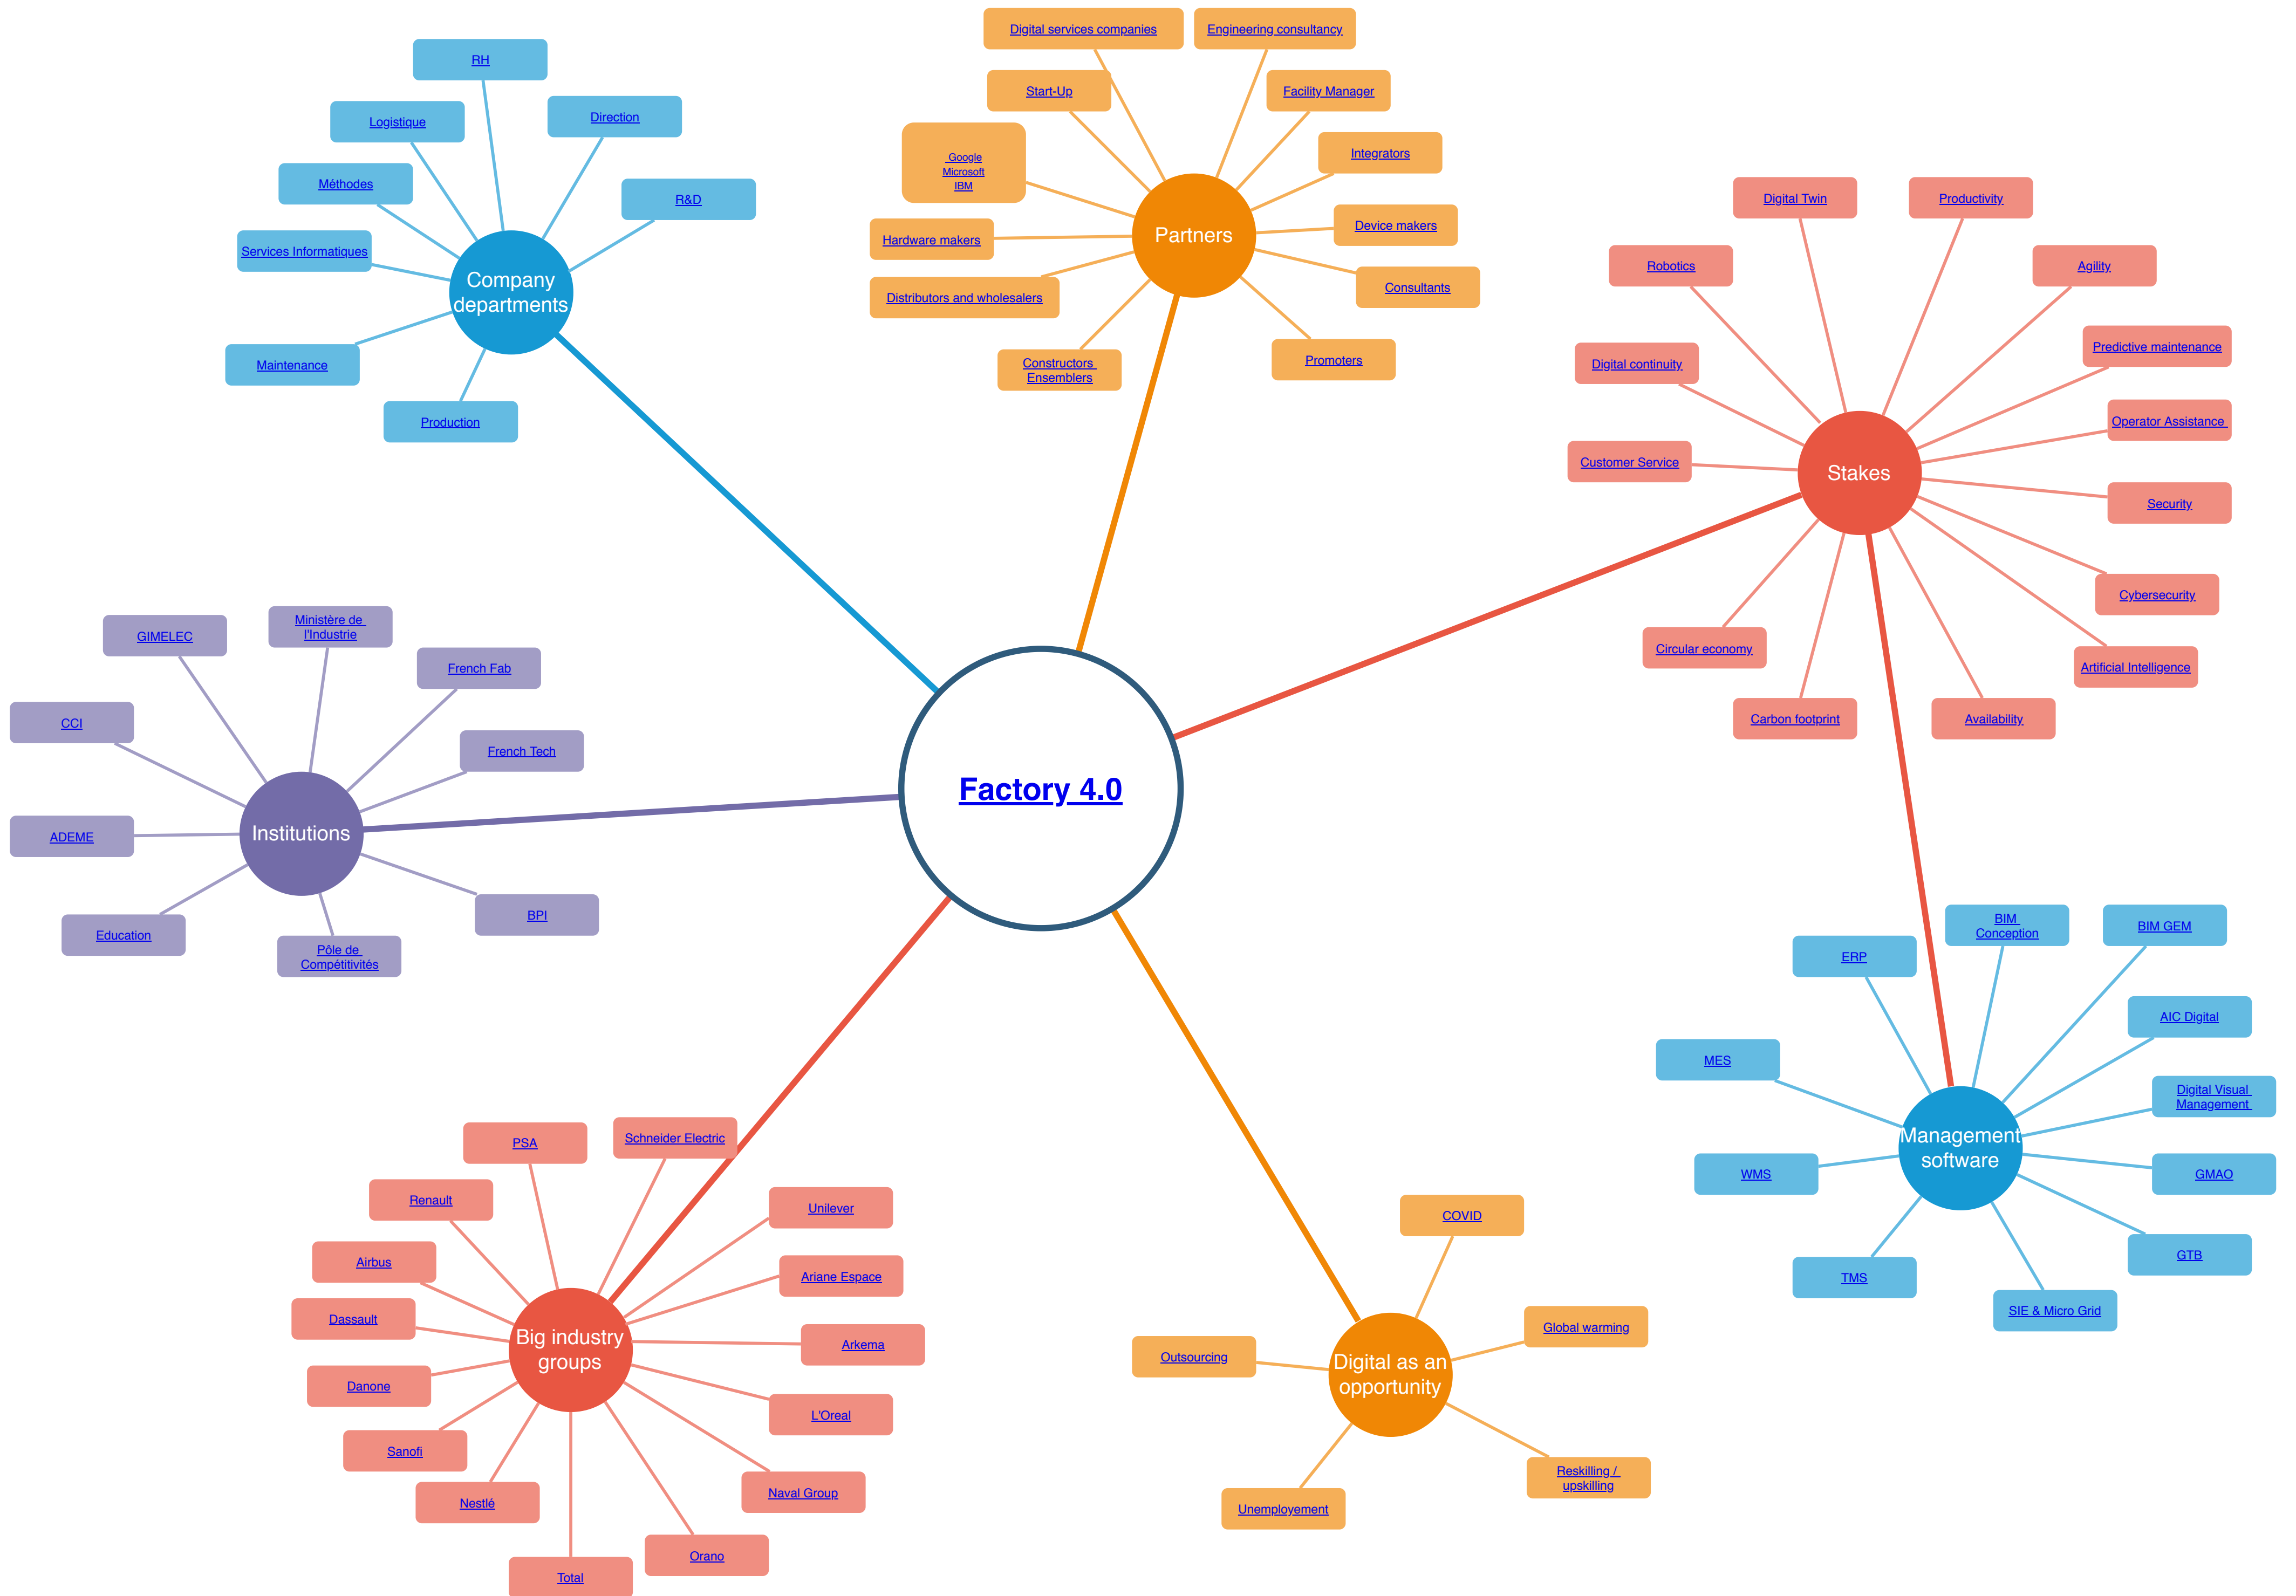 Factory 4.0
Company
departments
RH
Logistique
Direction
Méthodes
R&D
Services Informatiques
Maintenance
Production
Partners
Digital services companies
Engineering consultancy
Start-Up
Facility Manager
Google
Microsoft
IBM
Integrators
Hardware makers
Device makers
Distributors and wholesalers
Consultants
Constructors
Ensemblers
Promoters
Stakes
Digital Twin
Productivity
Robotics
Agility
Digital continuity
Predictive maintenance
Operator Assistance
Customer Service
Security
Cybersecurity
Circular economy
Artificial Intelligence
Carbon footprint
Availability
Institutions
GIMELEC
Ministère de
l'Industrie
French Fab
CCI
French Tech
ADEME
BPI
Education
Pôle de
Compétitivités
Management
software
BIM
Conception
BIM GEM
ERP
AIC Digital
MES
Digital Visual
Management
WMS
GMAO
GTB
TMS
SIE & Micro Grid
Big industry
groups
PSA
Schneider Electric
Renault
Unilever
Airbus
Ariane Espace
Dassault
Arkema
Danone
L'Oreal
Sanofi
Naval Group
Nestlé
Orano
Total
Digital as an
opportunity
COVID
Global warming
Outsourcing
Reskilling /
upskilling
Unemployement